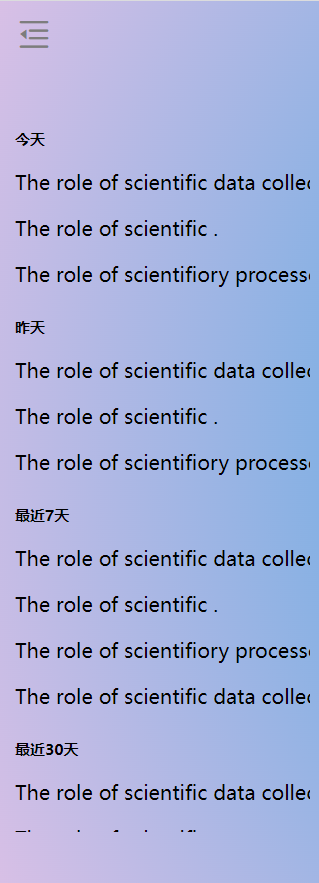 今天
The role of scientific data collec
The role of scientific .
The role of scientifiory processe
昨天
The role of scientific data collec
The role of scientific .
The role of scientifiory processe
最近7天
The role of scientific data collec
The role of scientific .
The role of scientifiory processe
The role of scientific data collec
最近30天
The role of scientific data collec